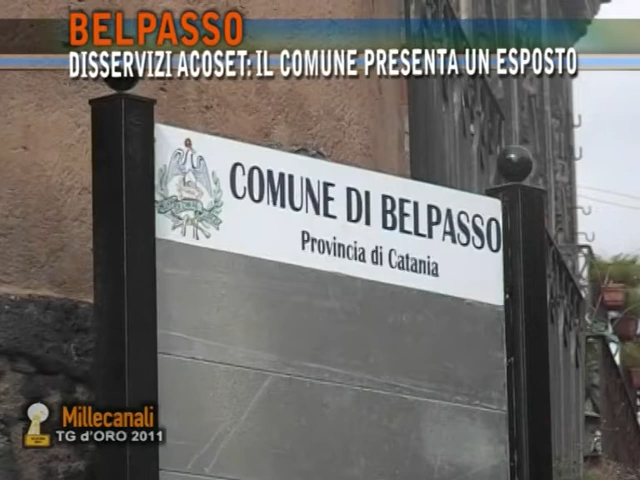 BELPASSO
DISSERVIZI ACOSET: IL COMUNE PRESENTA UN ESPOSTO
COMUNE DI BELPASSO
Provincia di Catania
Millecanali
TG d'ORO 2011